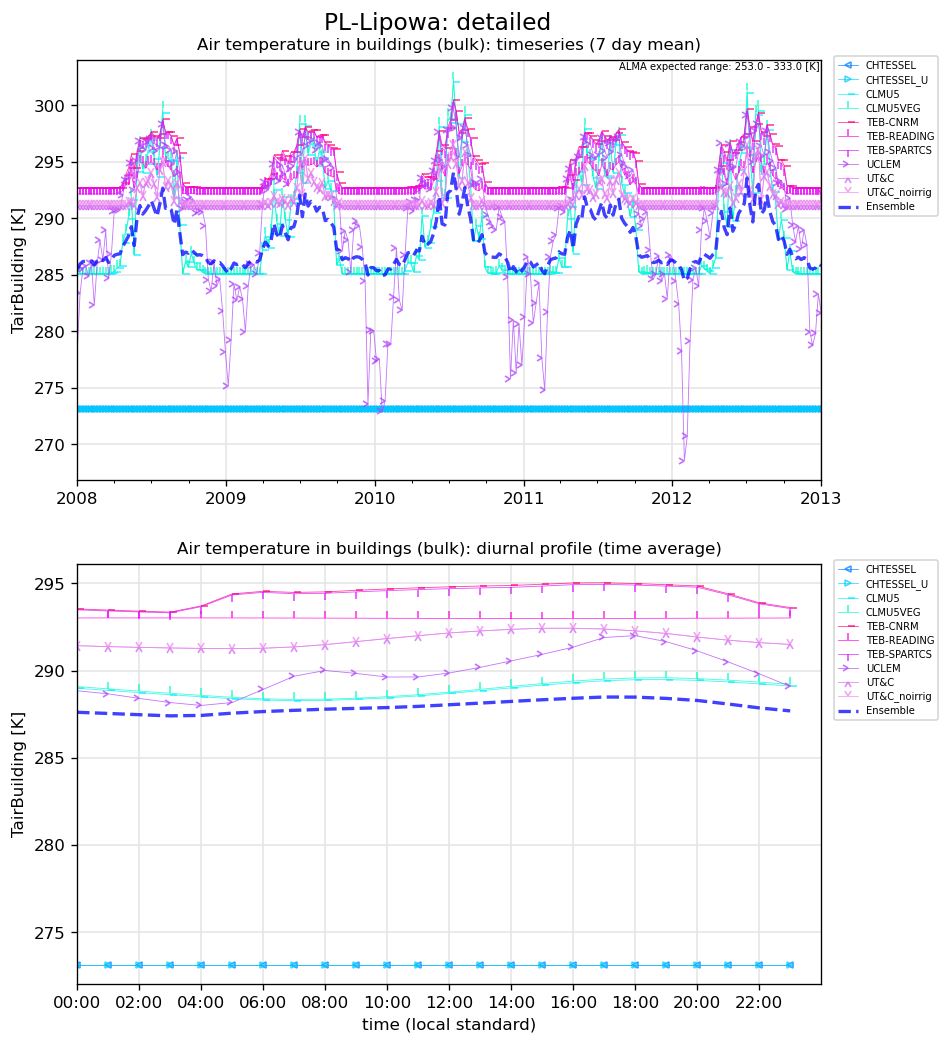 PL-Lipowa: detailed
Air temperature in buildings (bulk): timeseries (7 day mean)
ALMA expected range: 253.0 - 333.0 [K]
TairBuilding [K]
300
295
290
285
280
275
270
2008
2009
2010
2011
2012
2013
CHTESSEL
CHTESSEL_U
CLMU5
CLMU5VEG
TEB-CNRM
TEB-READING
TEB-SPARTCS
UCLEM
UT&C
UT&C_noirrig
Ensemble
Air temperature in buildings (bulk): diurnal profile (time average)
TairBuilding [K]
295
290
285
280
275
00:00
02:00
04:00
06:00
08:00
10:00
12:00
14:00
16:00
18:00
20:00
22:00
time (local standard)
CHTESSEL
CHTESSEL_U
CLMU5
CLMU5VEG
TEB-CNRM
TEB-READING
TEB-SPARTCS
UCLEM
UT&C
UT&C_noirrig
Ensemble